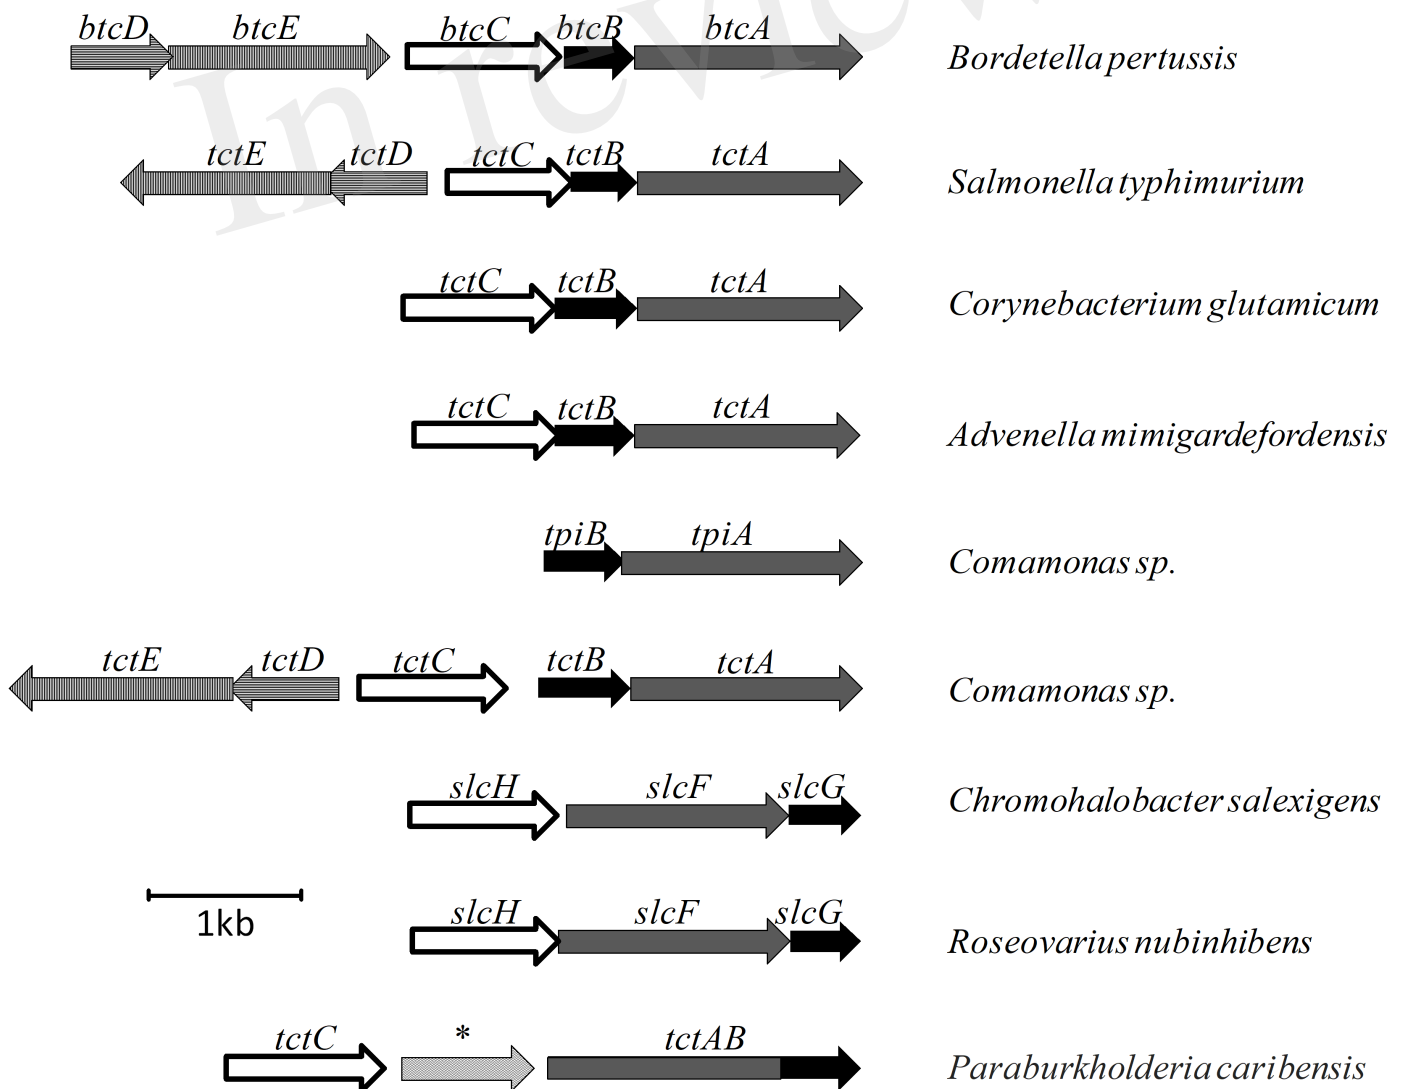 btcD btcE btcC btcB btcA
Bordetella pertussis
tctE tctD tctC tctB tctA
Salmonella typhimurium
tctC tctB tctA
Corynebacterium glutamicum
tctC tctB tctA
Advenella mimigardefordensis
tpiB tpiA
Comamonas sp.
tctE tctD tctC tctB tctA
Comamonas sp.
slcH slcF slcG
Chromohalobacter salexigens
1kb
slcH slcF slcG
Roseovarius nubinhibens
tctC * tctAB
Paraburkholderia caribensis
In review